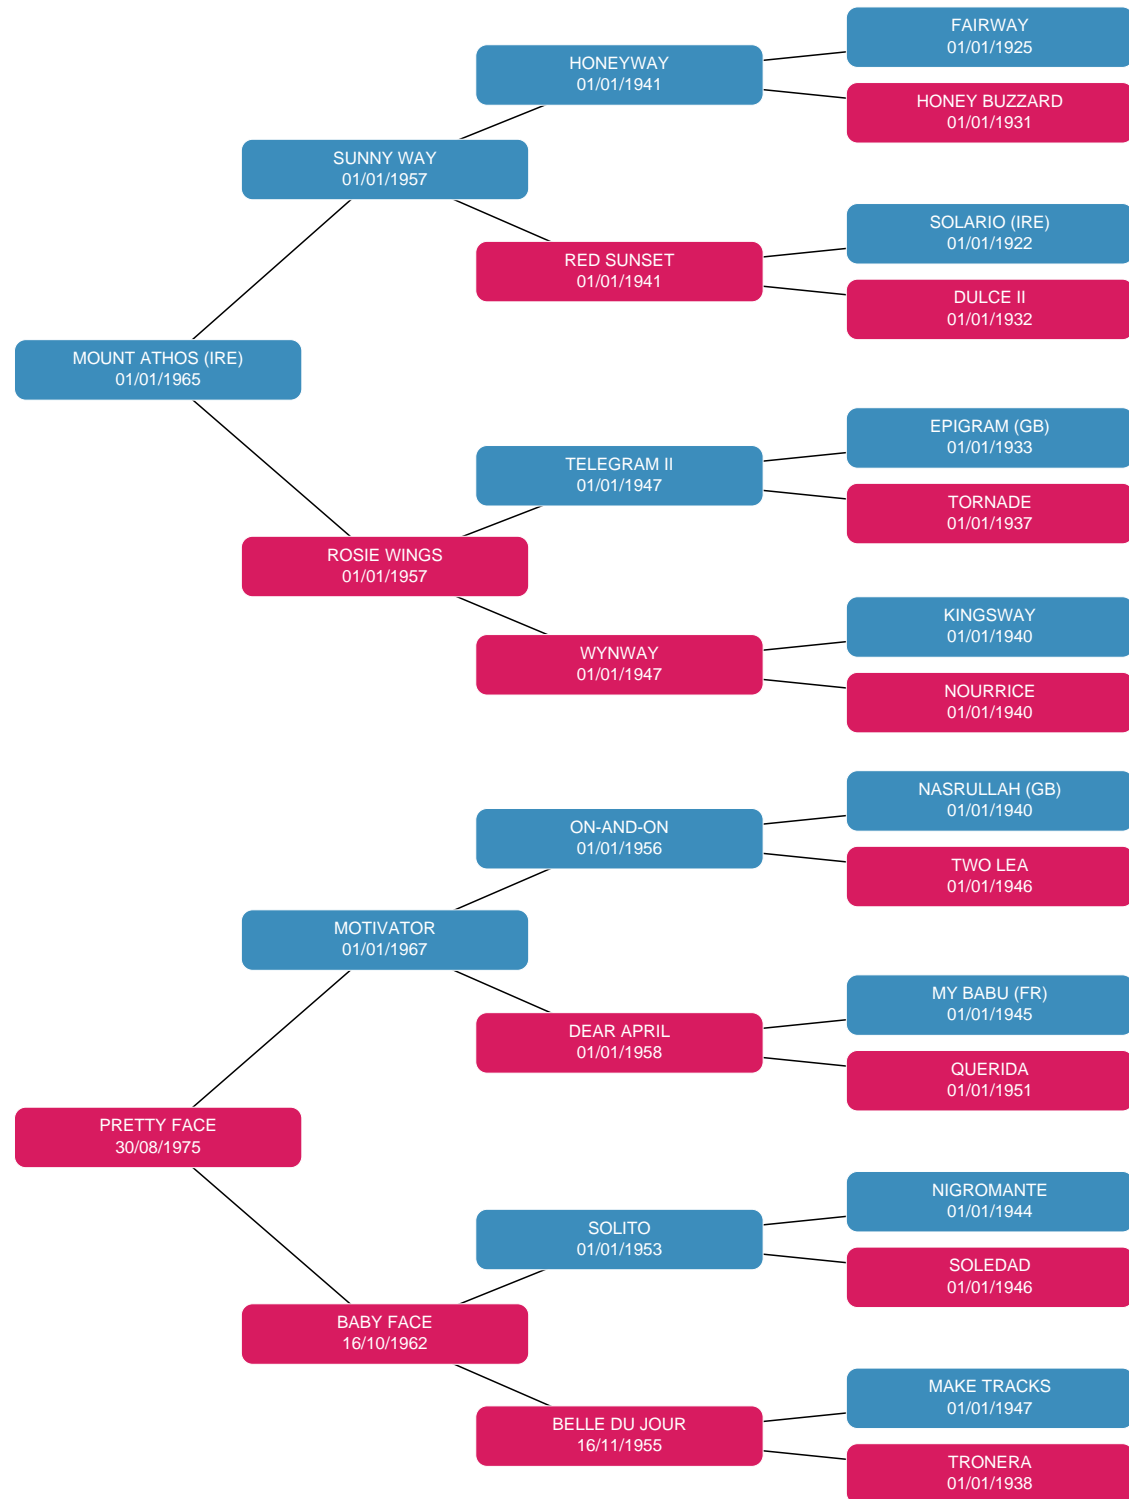 FAIRWAY
01/01/1925
HONEYWAY
01/01/1941
HONEY BUZZARD
01/01/1931
SUNNY WAY
01/01/1957
SOLARIO (IRE)
01/01/1922
RED SUNSET
01/01/1941
DULCE II
01/01/1932
MOUNT ATHOS (IRE)
01/01/1965
EPIGRAM (GB)
01/01/1933
TELEGRAM II
01/01/1947
TORNADE
01/01/1937
ROSIE WINGS
01/01/1957
KINGSWAY
01/01/1940
WYNWAY
01/01/1947
NOURRICE
01/01/1940
NASRULLAH (GB)
01/01/1940
ON-AND-ON
01/01/1956
TWO LEA
01/01/1946
MOTIVATOR
01/01/1967
MY BABU (FR)
01/01/1945
DEAR APRIL
01/01/1958
QUERIDA
01/01/1951
PRETTY FACE
30/08/1975
NIGROMANTE
01/01/1944
SOLITO
01/01/1953
SOLEDAD
01/01/1946
BABY FACE
16/10/1962
MAKE TRACKS
01/01/1947
BELLE DU JOUR
16/11/1955
TRONERA
01/01/1938